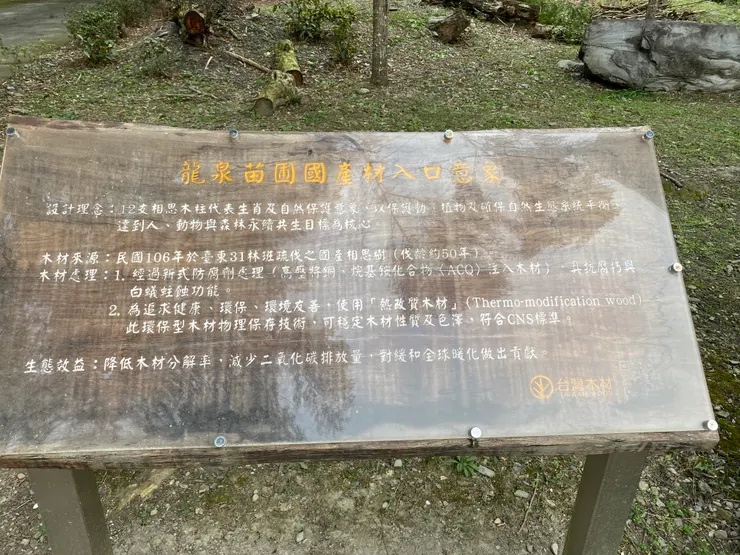 龍泉苗圃國產材入口意象
設計理念：12支相思木柱代表生肖及自然保護意象，以保護動、植物及確保自然生態系統平衡，
達到人、動物與森林永續共生目標為核心。
木材來源：民國106年於臺東31林班疏伐之國產相思樹（伐齡約50年）。
木材處理：1. 經過新式防腐劑處理（高壓將銅、烷基銨化合物（ACQ）注入木材），具抗腐朽與
白蟻蛀蝕功能。
2. 為追求健康、環保、環境友善，使用「熱改質木材」（Thermo-modification wood）
此環保型木材物理保存技術，可穩定木材性質及色澤，符合CNS標準。
生態效益：降低木材分解率，減少二氧化碳排放量，對緩和全球暖化做出貢獻。
台灣木材